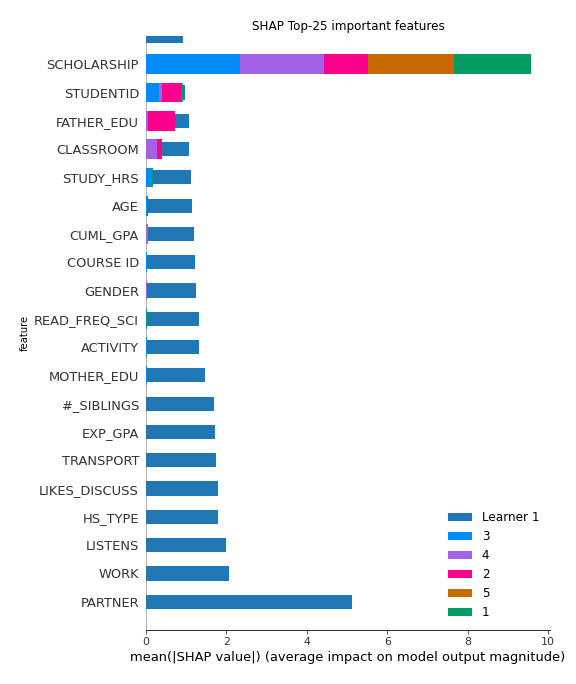 SHAP Top-25 important features
SCHOLARSHIP
STUDENTID
FATHER_EDU
CLASSROOM
STUDY_HRS
AGE
CUML_GPA
COURSE ID
GENDER
READ_FREQ_SCI
ACTIVITY
MOTHER_EDU
#_SIBLINGS
EXP_GPA
TRANSPORT
LIKES_DISCUSS
HS_TYPE
LISTENS
WORK
PARTNER
feature
Learner 1
3
4
2
5
1
0 2 4 6 8 10
mean(|SHAP value|) (average impact on model output magnitude)